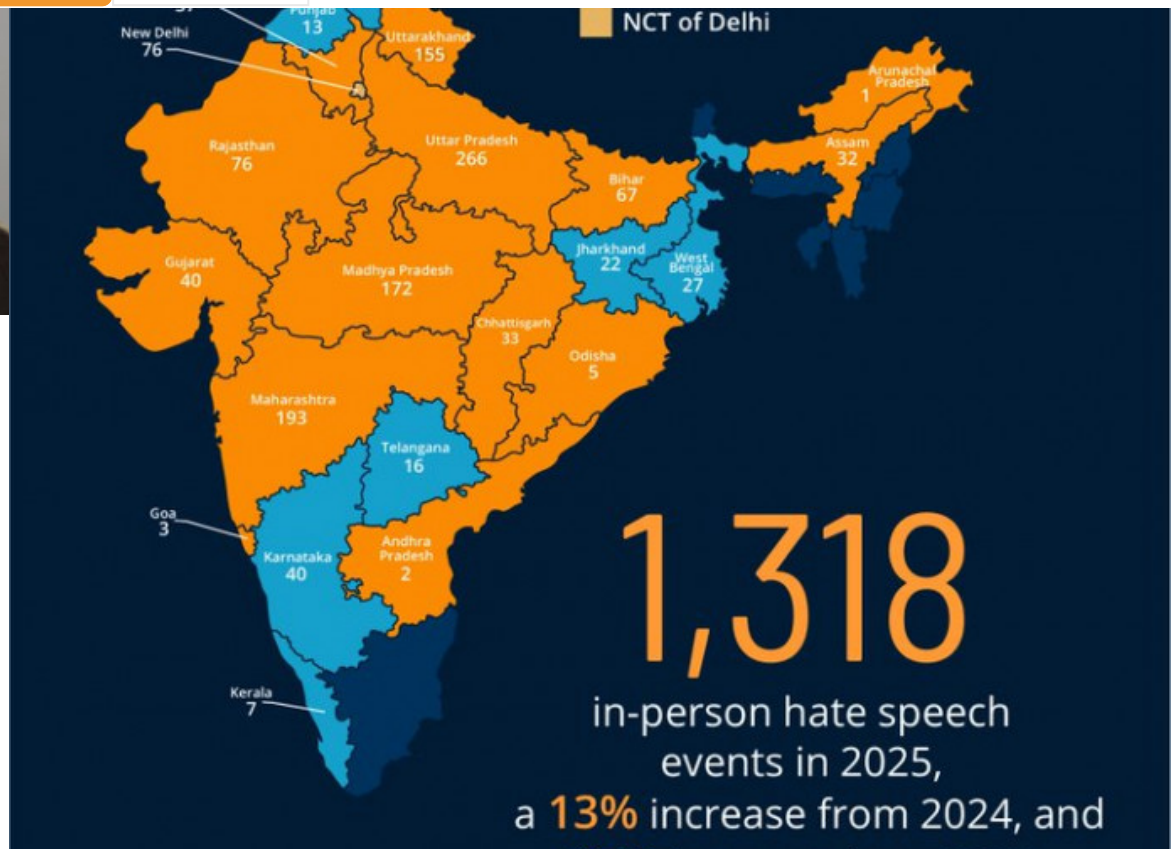 NCT of Delhi
Punjab
13
New Delhi
76
Uttarakhand
155
Arunachal
Pradesh
1
Rajasthan
76
Uttar Pradesh
266
Assam
32
Bihar
67
Jharkhand
22
West
Bengal
27
Gujarat
40
Madhya Pradesh
172
Chhattisgarh
33
Odisha
5
Maharashtra
193
Telangana
16
Goa
3
Karnataka
40
Andhra
Pradesh
2
Kerala
7
1,318
in-person hate speech
events in 2025,
a 13% increase from 2024, and